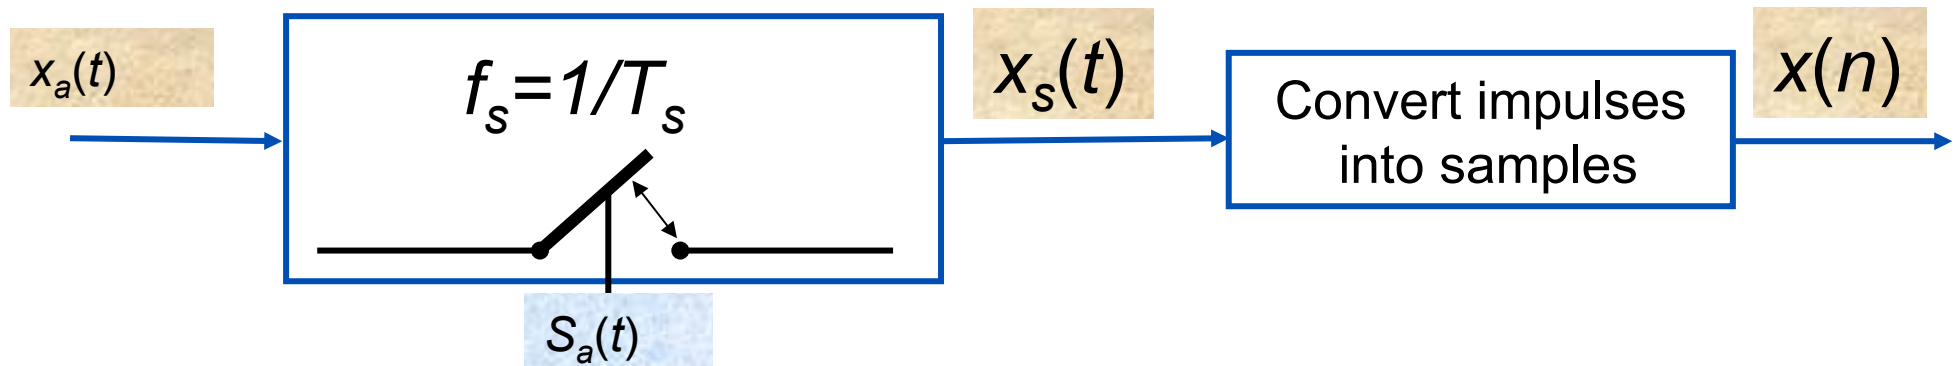 xₐ(t)
fₛ=1/Tₛ
Sₐ(t)
xₛ(t)
Convert impulses
into samples
x(n)